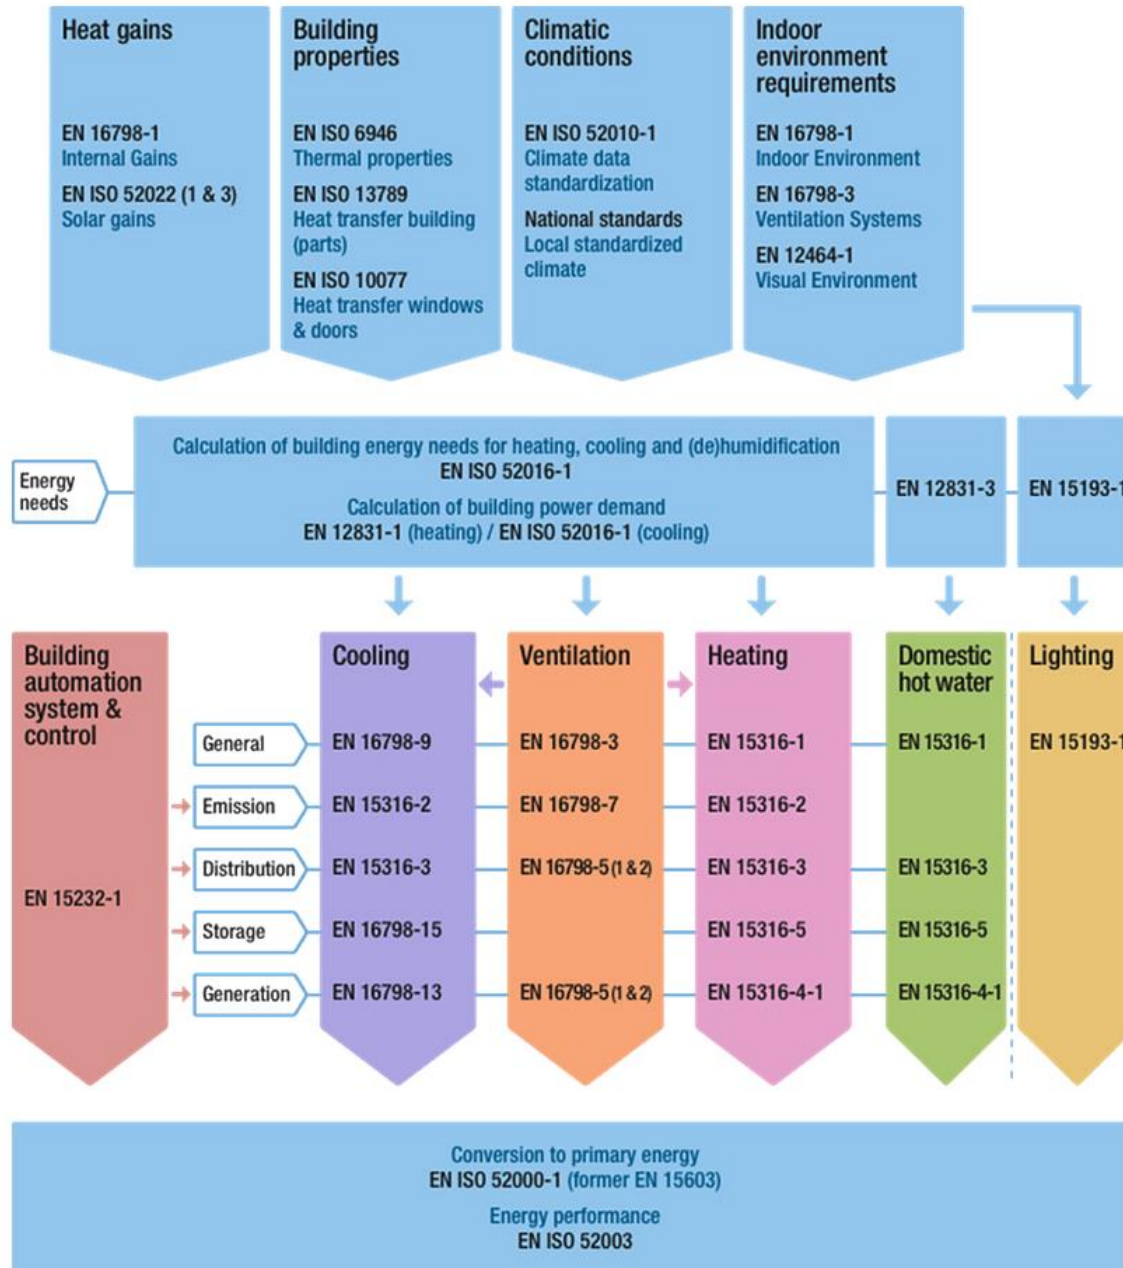 Heat gains
EN 16798-1
Internal Gains
EN ISO 52022 (1 & 3)
Solar gains
Building
properties
EN ISO 6946
Thermal properties
EN ISO 13789
Heat transfer building
(parts)
EN ISO 10077
Heat transfer windows
& doors
Climatic
conditions
EN ISO 52010-1
Climate data
standardization
National standards
Local standardized
climate
Indoor
environment
requirements
EN 16798-1
Indoor Environment
EN 16798-3
Ventilation Systems
EN 12464-1
Visual Environment
Energy
needs
Calculation of building energy needs for heating, cooling and (de)humidification
EN ISO 52016-1
Calculation of building power demand
EN 12831-1 (heating) / EN ISO 52016-1 (cooling)
EN 12831-3
EN 15193-1
Building
automation
system &
control
EN 15232-1
General
Emission
Distribution
Storage
Generation
Cooling
EN 16798-9
EN 15316-2
EN 15316-3
EN 16798-15
EN 16798-13
Ventilation
EN 16798-3
EN 16798-7
EN 16798-5 (1 & 2)
EN 16798-5 (1 & 2)
Heating
EN 15316-1
EN 15316-2
EN 15316-3
EN 15316-5
EN 15316-4-1
Domestic
hot water
EN 15316-1
EN 15316-3
EN 15316-5
EN 15316-4-1
Lighting
EN 15193-1
Conversion to primary energy
EN ISO 52000-1 (former EN 15603)
Energy performance
EN ISO 52003